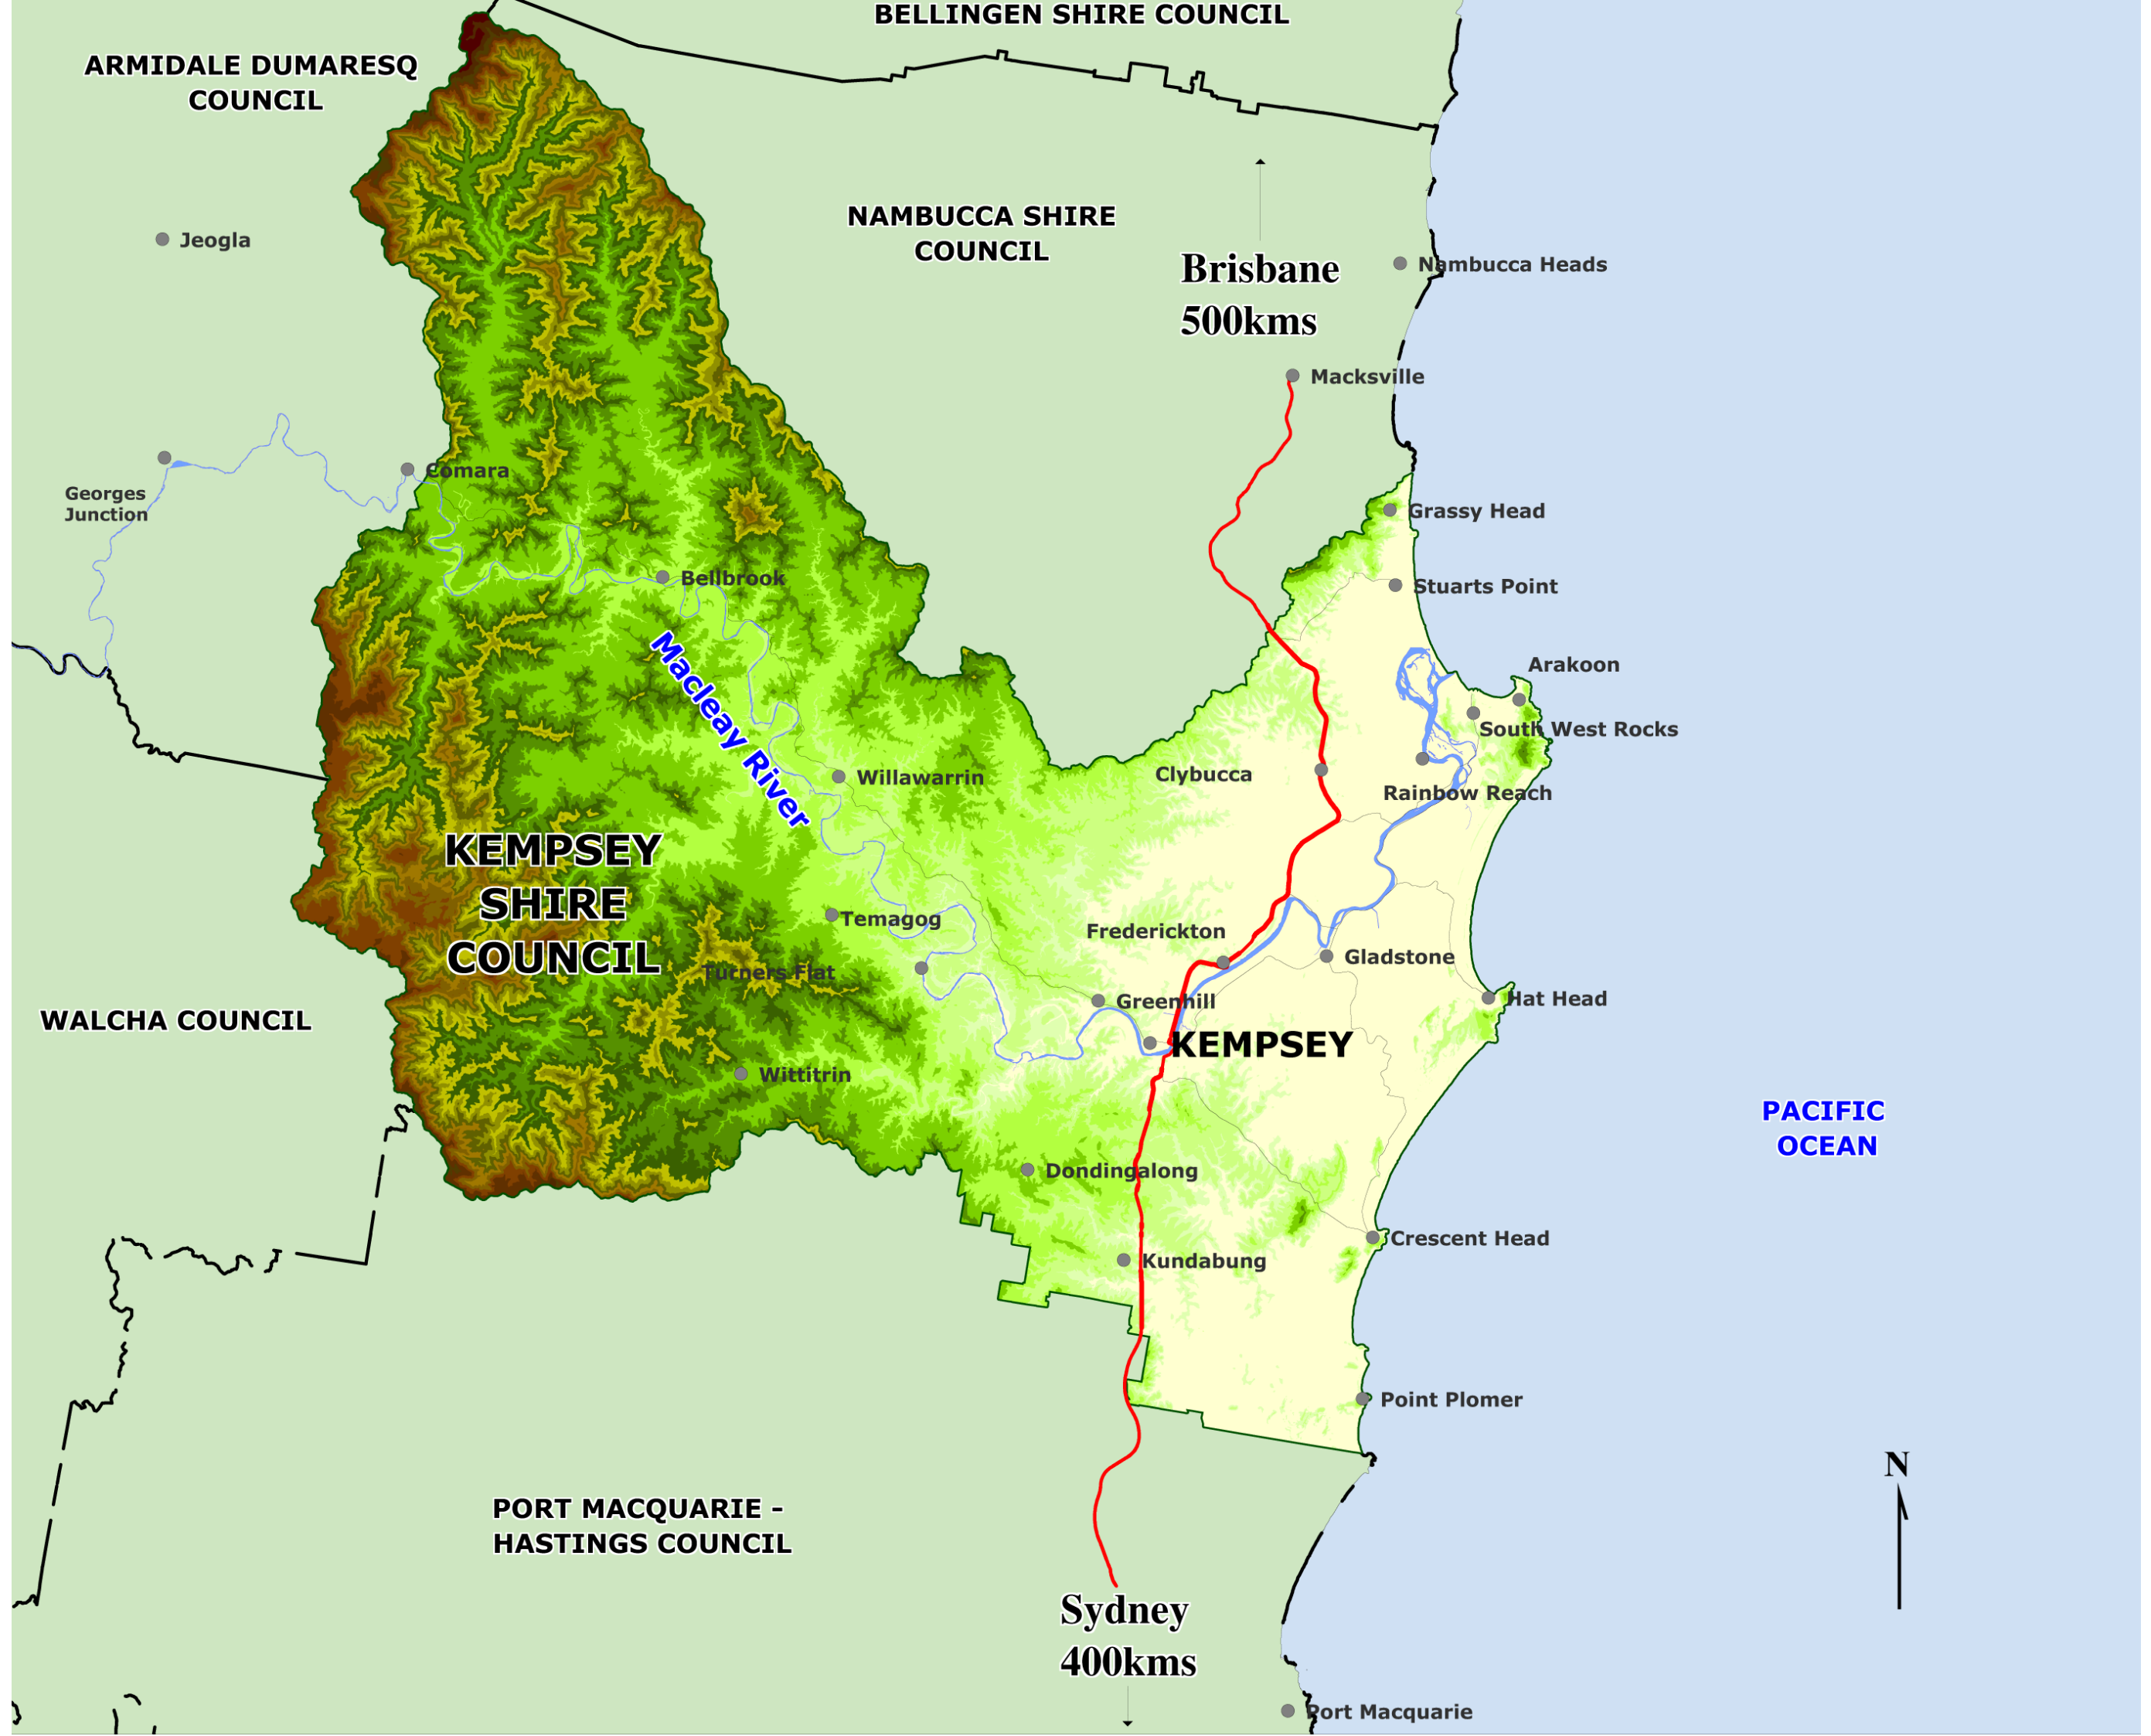 BELLINGEN SHIRE COUNCIL
ARMIDALE DUMARESQ
COUNCIL
NAMBUCCA SHIRE
COUNCIL
Jeogla
Brisbane
500kms
Nambucca Heads
Macksville
Comara
Georges
Junction
Grassy Head
Bellbrook
Stuarts Point
Macleay River
Arakoon
South West Rocks
Willawarrin
Clybucca
Rainbow Reach
KEMPSEY
SHIRE
COUNCIL
Temagog
Frederickton
Turners Flat
Gladstone
Greenhill
Hat Head
WALCHA COUNCIL
KEMPSEY
Wittitrin
PACIFIC
OCEAN
Dondingalong
Crescent Head
Kundabung
Point Plomer
N
PORT MACQUARIE -
HASTINGS COUNCIL
Sydney
400kms
Port Macquarie